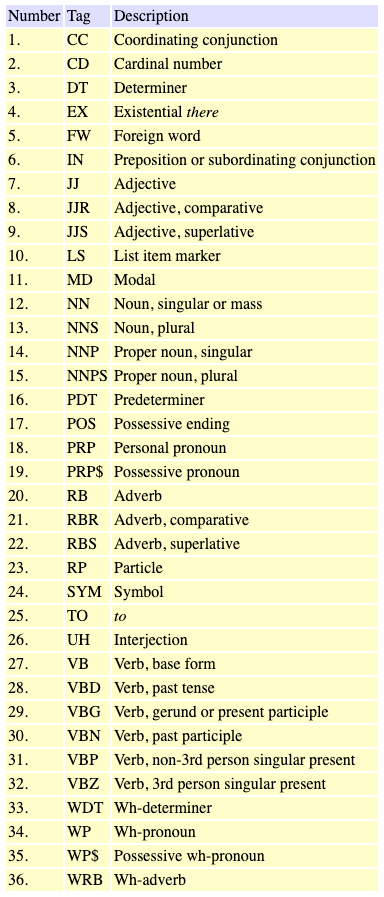 Number Tag Description
1. CC Coordinating conjunction
2. CD Cardinal number
3. DT Determiner
4. EX Existential there
5. FW Foreign word
6. IN Preposition or subordinating conjunction
7. JJ Adjective
8. JJR Adjective, comparative
9. JJS Adjective, superlative
10. LS List item marker
11. MD Modal
12. NN Noun, singular or mass
13. NNS Noun, plural
14. NNP Proper noun, singular
15. NNPS Proper noun, plural
16. PDT Predeterminer
17. POS Possessive ending
18. PRP Personal pronoun
19. PRP$ Possessive pronoun
20. RB Adverb
21. RBR Adverb, comparative
22. RBS Adverb, superlative
23. RP Particle
24. SYM Symbol
25. TO to
26. UH Interjection
27. VB Verb, base form
28. VBD Verb, past tense
29. VBG Verb, gerund or present participle
30. VBN Verb, past participle
31. VBP Verb, non-3rd person singular present
32. VBZ Verb, 3rd person singular present
33. WDT Wh-determiner
34. WP Wh-pronoun
35. WP$ Possessive wh-pronoun
36. WRB Wh-adverb